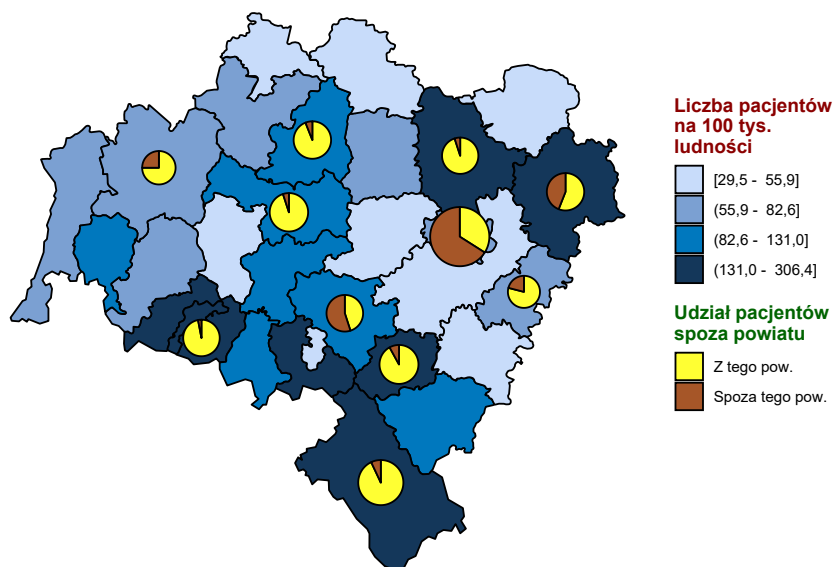 Liczba pacjentów
na 100 tys.
ludności
[29,5 - 55,9]
(55,9 - 82,6]
(82,6 - 131,0]
(131,0 - 306,4]
Udział pacjentów
spoza powiatu
Z tego pow.
Spoza tego pow.